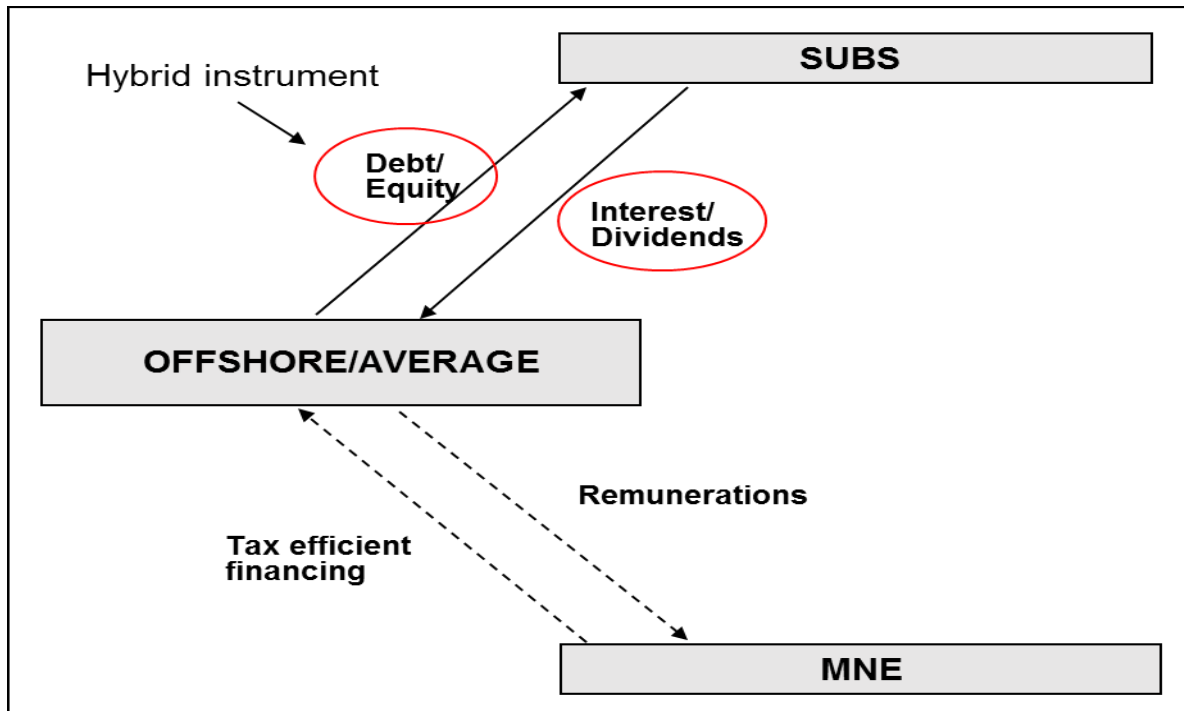 SUBS
Hybrid instrument
Debt/
Equity
Interest/
Dividends
OFFSHORE/AVERAGE
Remunerations
Tax efficient
financing
MNE